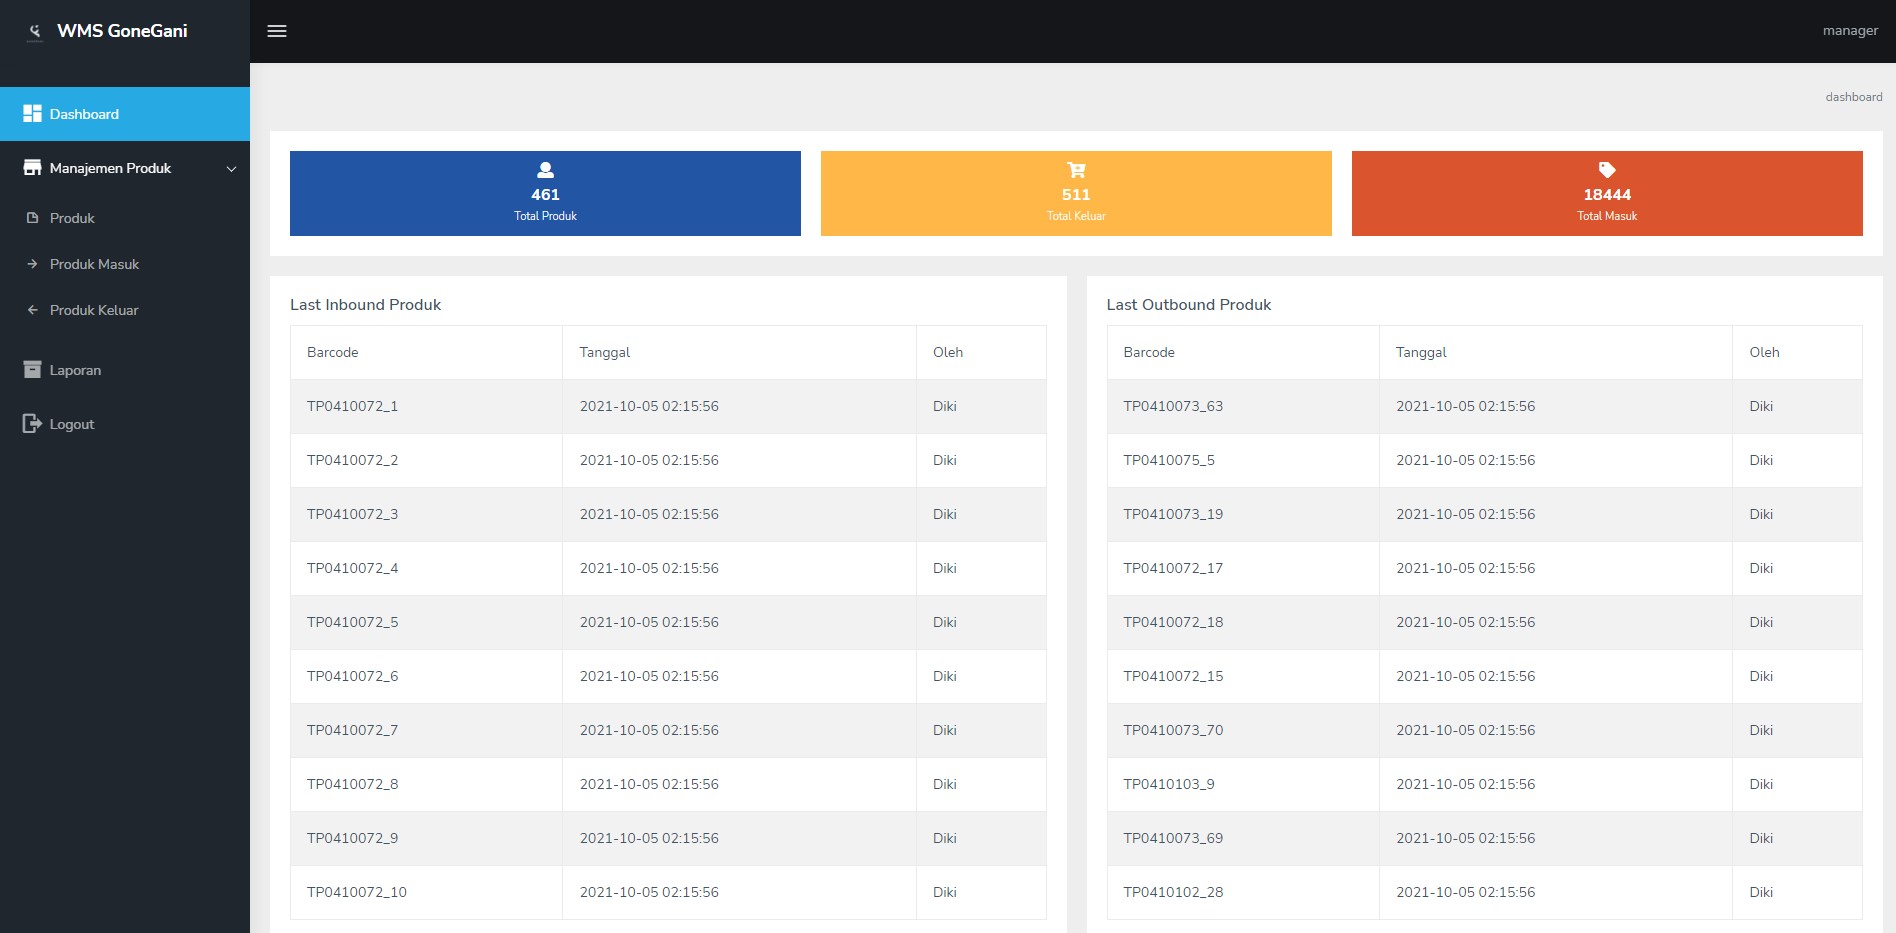 WMS GoneGani
manager
Dashboard
Manajemen Produk
Produk
Produk Masuk
Produk Keluar
Laporan
Logout
dashboard
461
Total Produk
511
Total Keluar
18444
Total Masuk
Last Inbound Produk
Barcode Tanggal Oleh
TP0410072_1 2021-10-05 02:15:56 Diki
TP0410072_2 2021-10-05 02:15:56 Diki
TP0410072_3 2021-10-05 02:15:56 Diki
TP0410072_4 2021-10-05 02:15:56 Diki
TP0410072_5 2021-10-05 02:15:56 Diki
TP0410072_6 2021-10-05 02:15:56 Diki
TP0410072_7 2021-10-05 02:15:56 Diki
TP0410072_8 2021-10-05 02:15:56 Diki
TP0410072_9 2021-10-05 02:15:56 Diki
TP0410072_10 2021-10-05 02:15:56 Diki
Last Outbound Produk
Barcode Tanggal Oleh
TP0410073_63 2021-10-05 02:15:56 Diki
TP0410075_5 2021-10-05 02:15:56 Diki
TP0410073_19 2021-10-05 02:15:56 Diki
TP0410072_17 2021-10-05 02:15:56 Diki
TP0410072_18 2021-10-05 02:15:56 Diki
TP0410072_15 2021-10-05 02:15:56 Diki
TP0410073_70 2021-10-05 02:15:56 Diki
TP0410103_9 2021-10-05 02:15:56 Diki
TP0410073_69 2021-10-05 02:15:56 Diki
TP0410102_28 2021-10-05 02:15:56 Diki